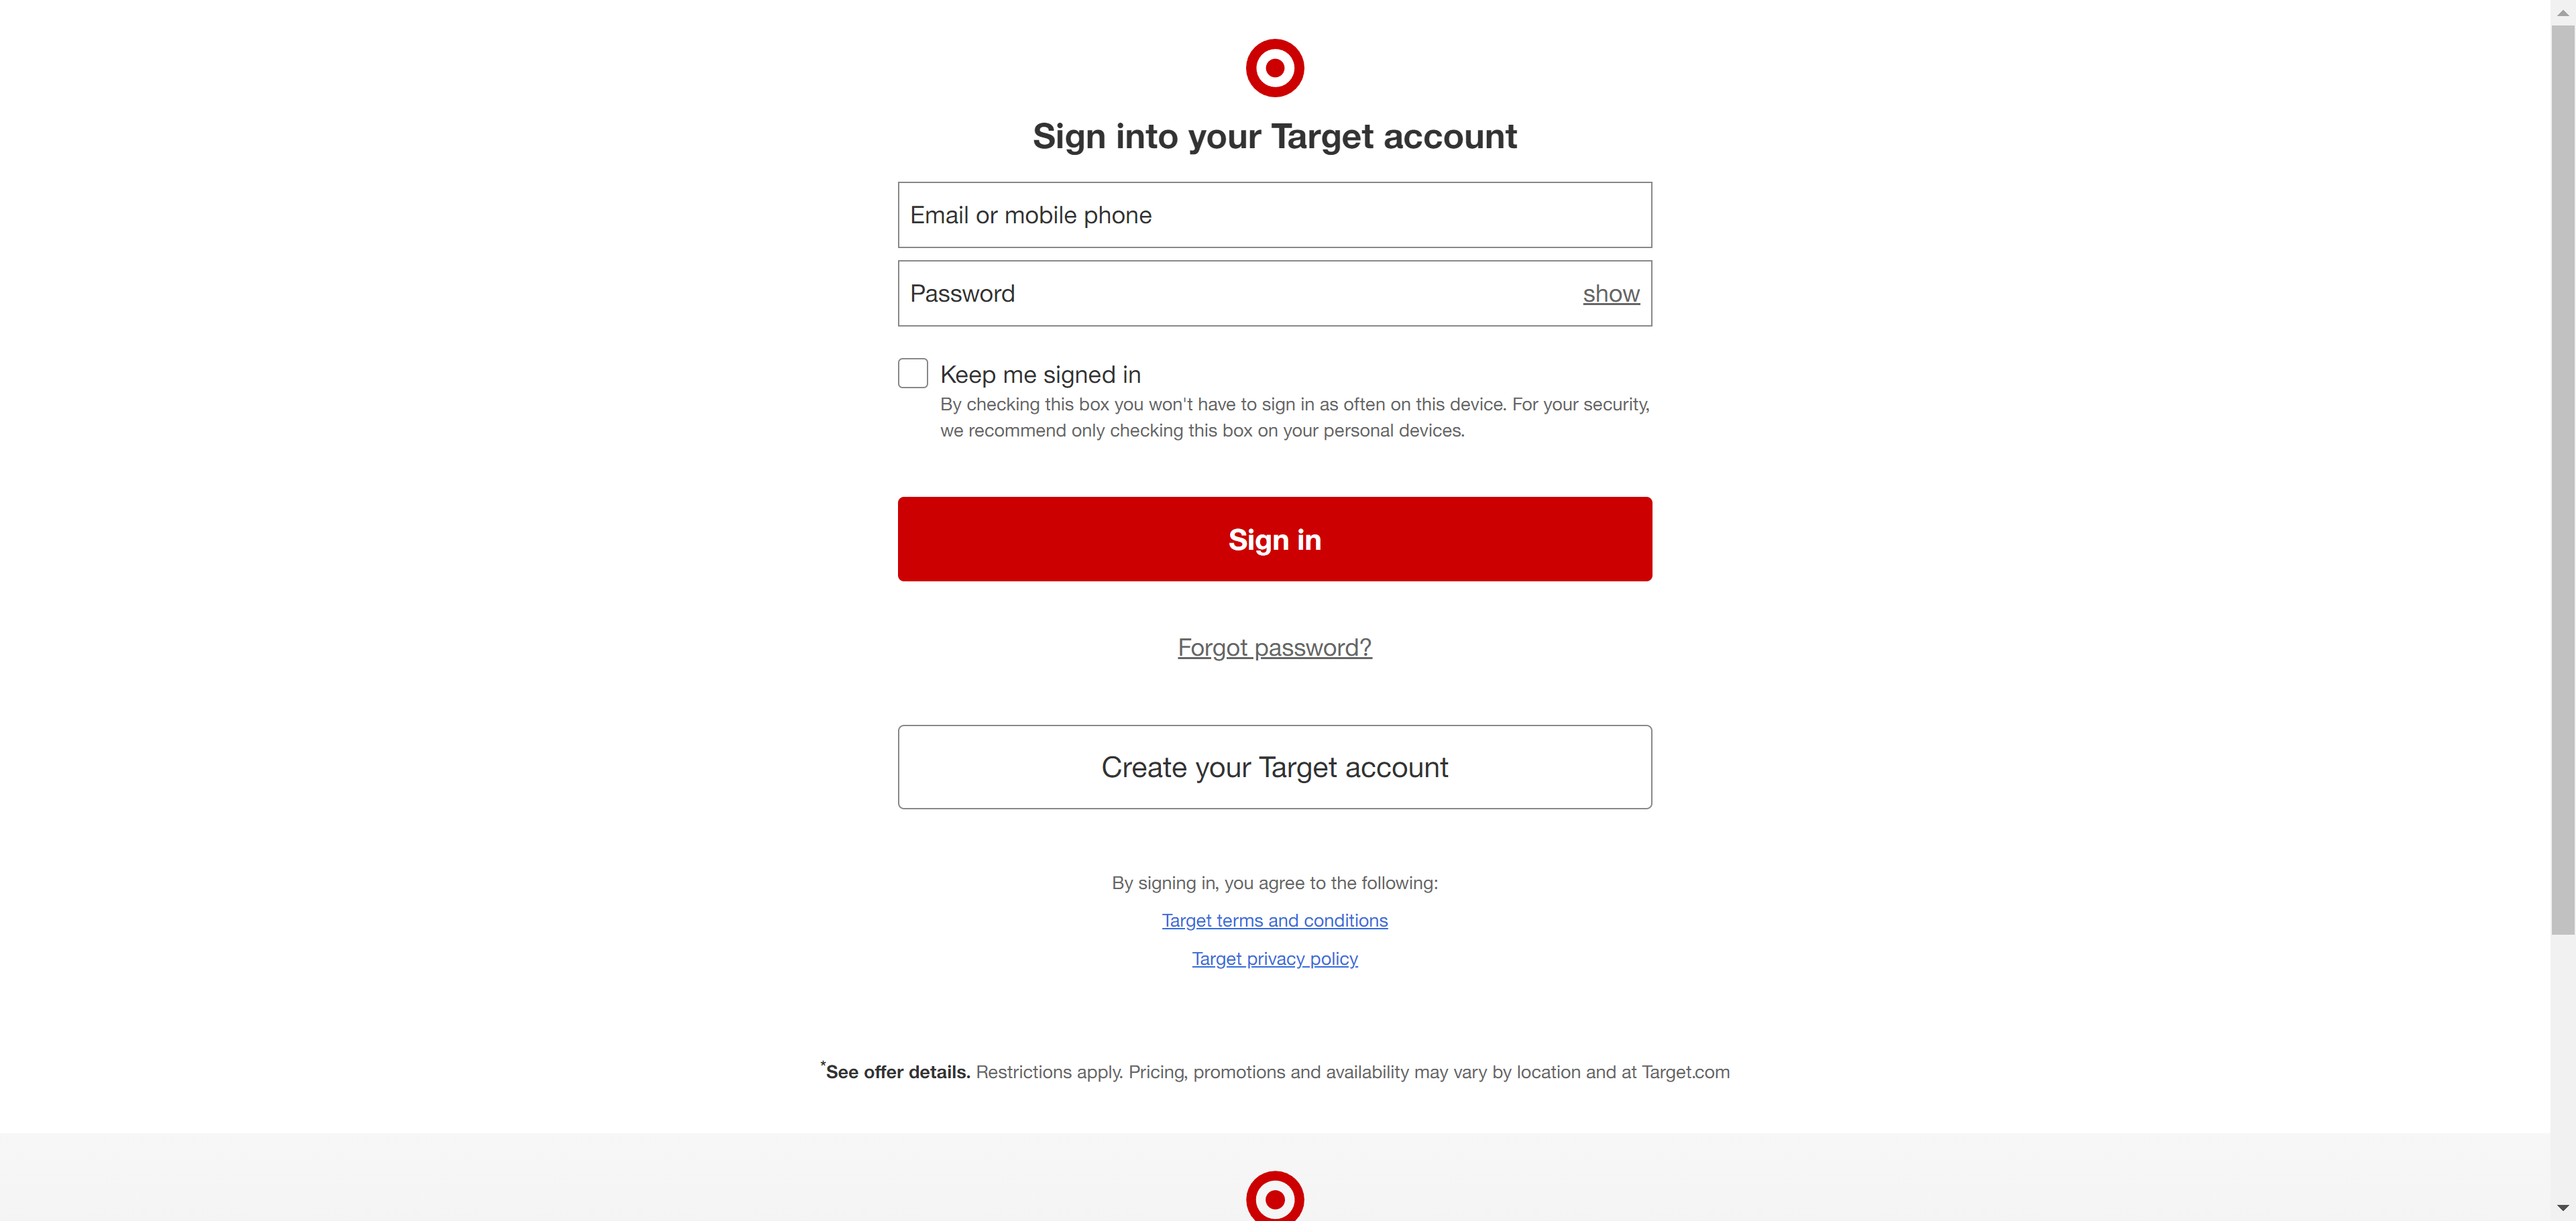 Sign into your Target account
Email or mobile phone
Password
show
Keep me signed in
By checking this box you won't have to sign in as often on this device. For your security,
we recommend only checking this box on your personal devices.
Sign in
Forgot password?
Create your Target account
By signing in, you agree to the following:
Target terms and conditions
Target privacy policy
*See offer details. Restrictions apply. Pricing, promotions and availability may vary by location and at Target.com